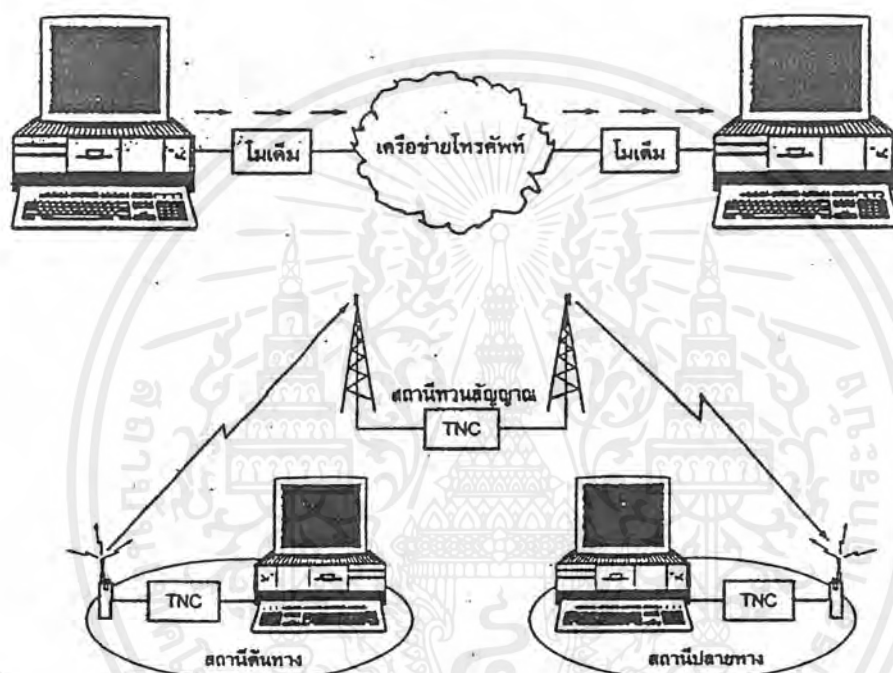 โมเด็ม
เครือข่ายโทรศัพท์
โมเด็ม
สถานีทวนสัญญาณ
TNC
TNC
TNC
สถานีต้นทาง
สถานีปลายทาง